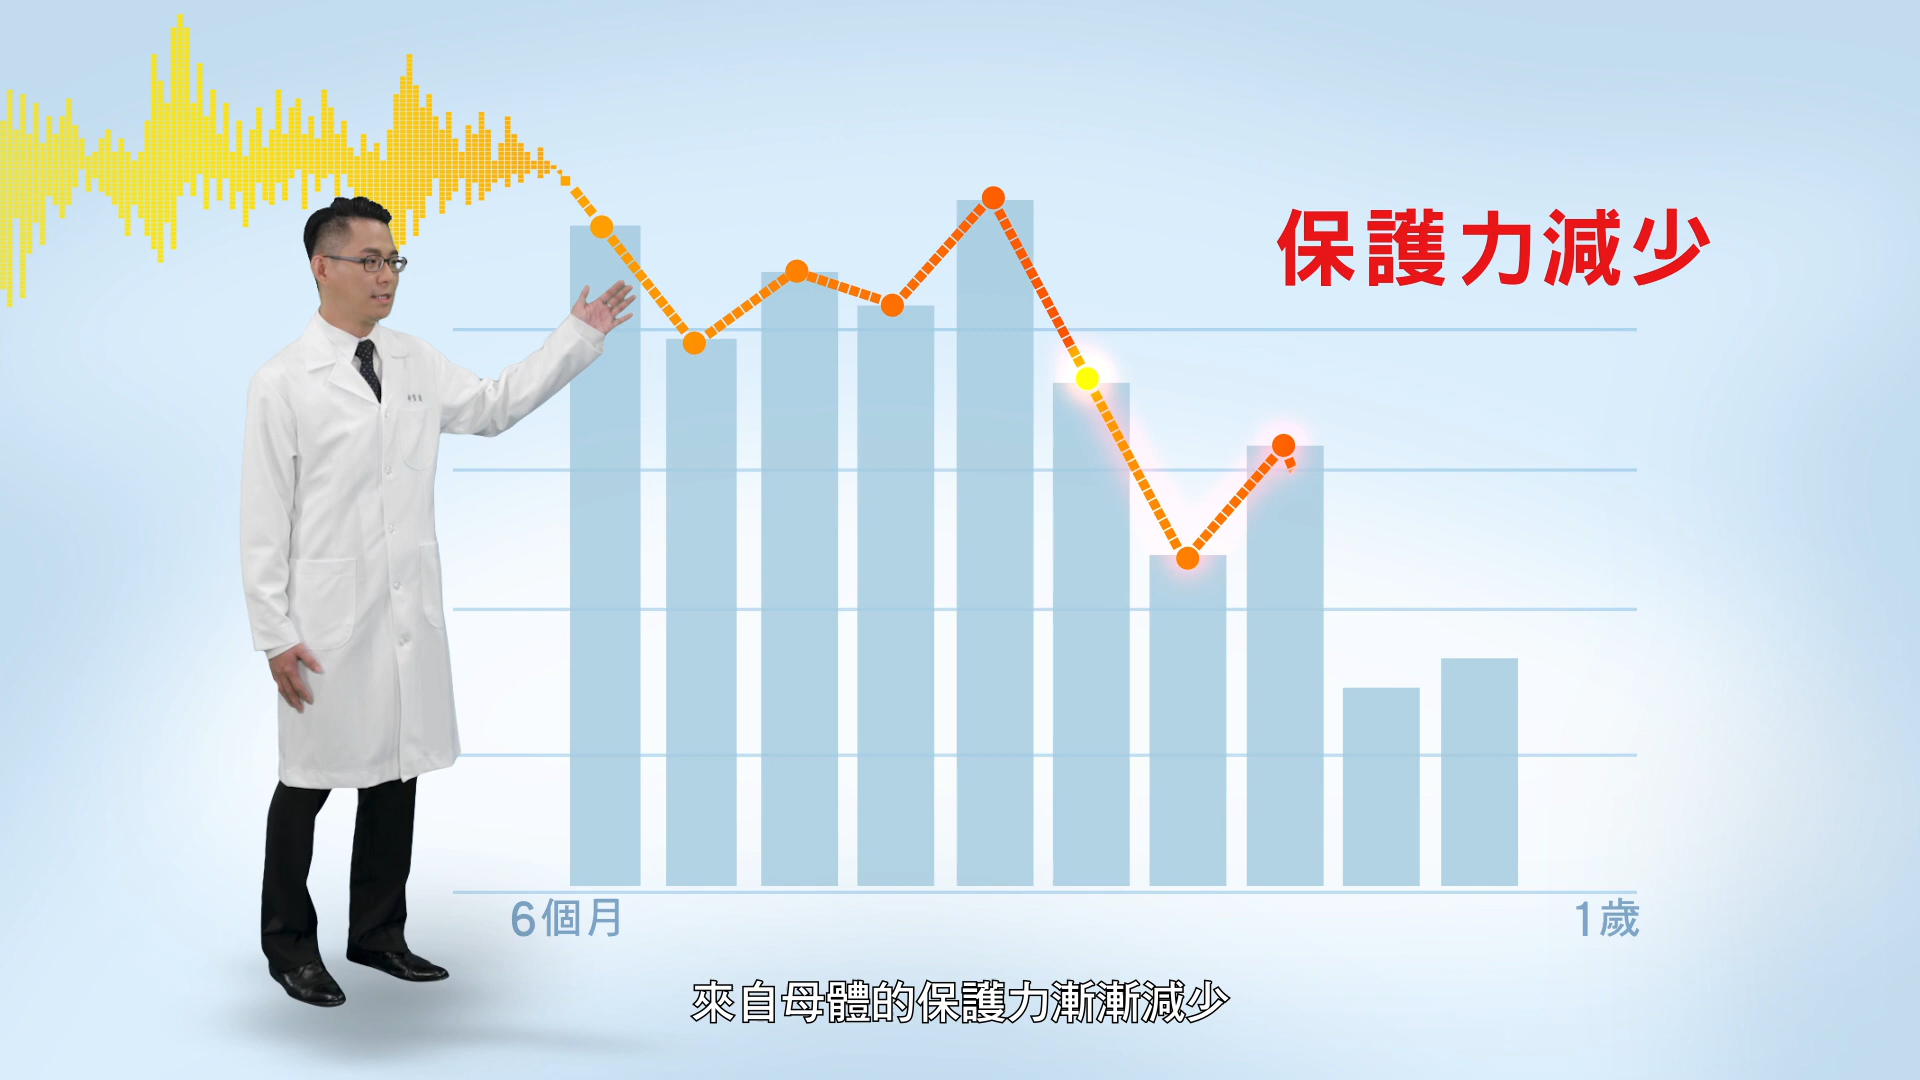 保護力減少
6個月
1歲
來自母體的保護力漸漸減少